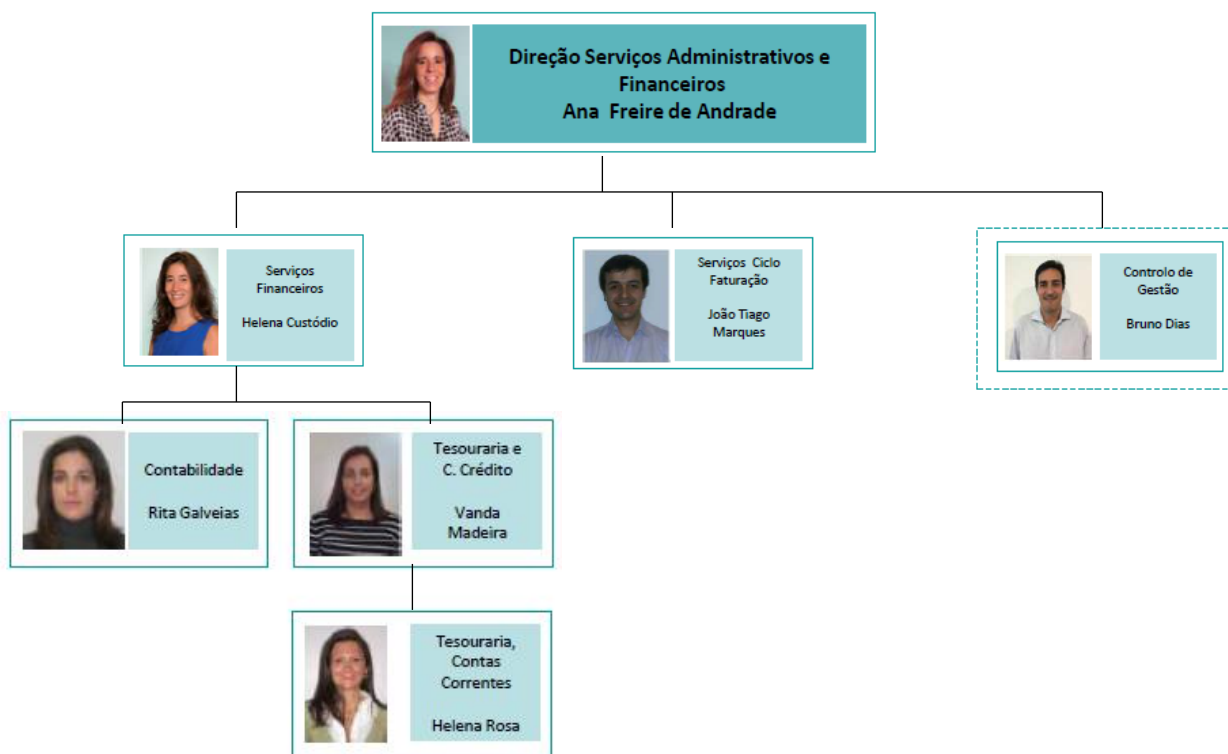 Direção Serviços Administrativos e
Financeiros
Ana Freire de Andrade
Serviços
Financeiros
Helena Custódio
Serviços Ciclo
Faturação
João Tiago
Marques
Controlo de
Gestão
Bruno Dias
Contabilidade
Rita Galveias
Tesouraria e
C. Crédito
Vanda
Madeira
Tesouraria,
Contas
Correntes
Helena Rosa